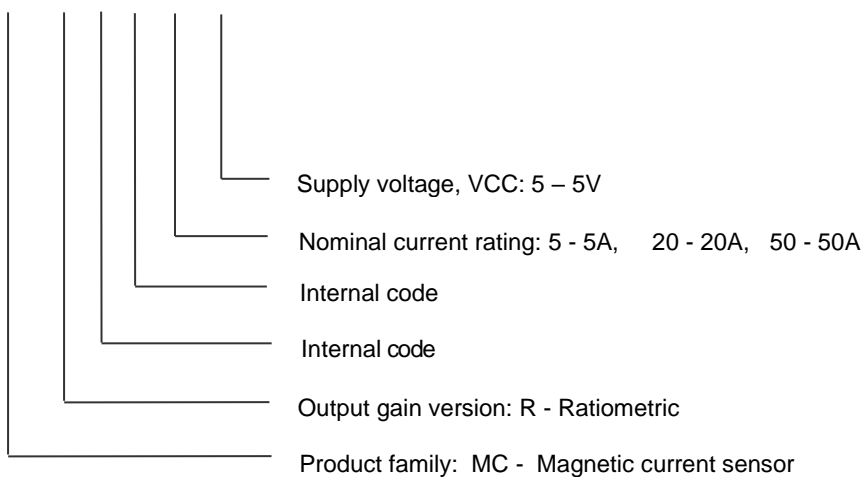 Supply voltage, VCC: 5 – 5V
Nominal current rating: 5 - 5A, 20 - 20A, 50 - 50A
Internal code
Internal code
Output gain version: R - Ratiometric
Product family: MC - Magnetic current sensor